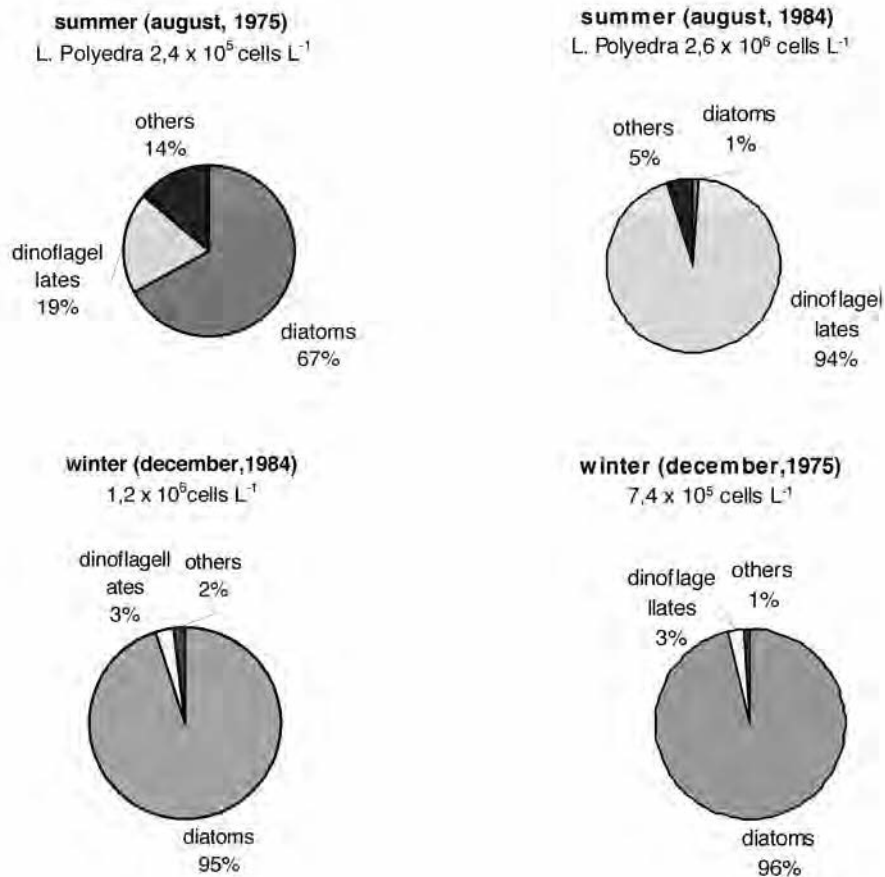 summer (august, 1975)
L. Polyedra 2,4 x 10⁵ cells L⁻¹
others
14%
dinoflagel
lates
19%
diatoms
67%
summer (august, 1984)
L. Polyedra 2,6 x 10⁶ cells L⁻¹
others
5%
diatoms
1%
dinoflagel
lates
94%
winter (december,1984)
1,2 x 10⁶cells L⁻¹
dinoflagell
ates
3%
others
2%
diatoms
95%
winter (december,1975)
7,4 x 10⁵ cells L⁻¹
dinoflage
llates
3%
others
1%
diatoms
96%